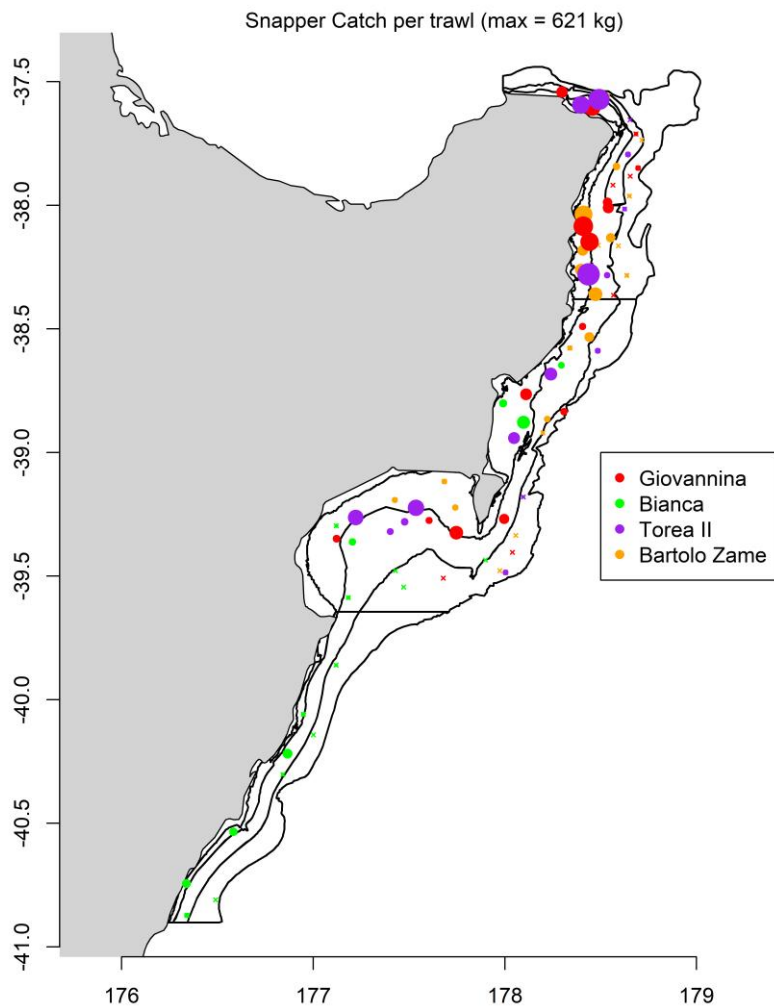 Snapper Catch per trawl (max = 621 kg)
-37.5
-38.0
-38.5
-39.0
-39.5
-40.0
-40.5
-41.0
Giovannina
Bianca
Torea II
Bartolo Zame
176 177 178 179